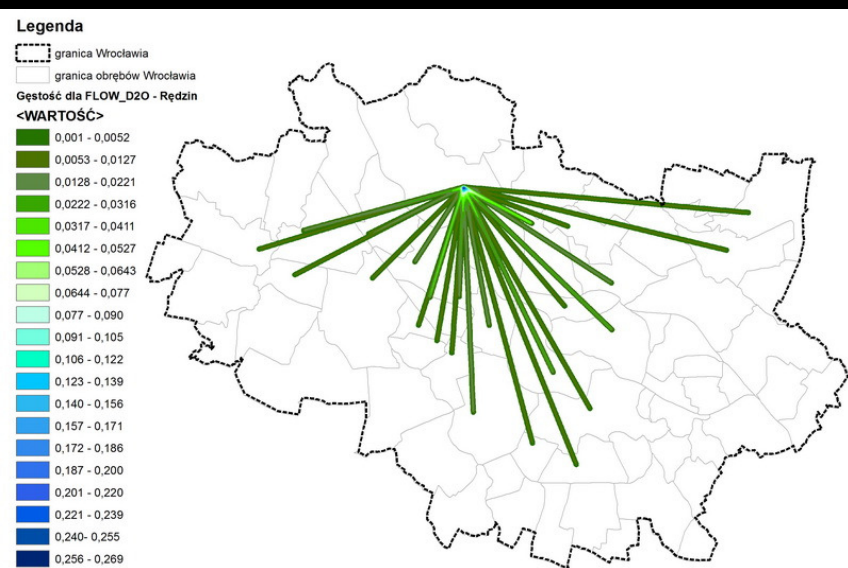 Legenda
granica Wrocławia
granica obrębów Wrocławia
Gęstość dla FLOW_D2O - Rędzin
<WARTOŚĆ>
0,001 - 0,0052
0,0053 - 0,0127
0,0128 - 0,0221
0,0222 - 0,0316
0,0317 - 0,0411
0,0412 - 0,0527
0,0528 - 0,0643
0,0644 - 0,077
0,077 - 0,090
0,091 - 0,105
0,106 - 0,122
0,123 - 0,139
0,140 - 0,156
0,157 - 0,171
0,172 - 0,186
0,187 - 0,200
0,201 - 0,220
0,221 - 0,239
0,240- 0,255
0,256 - 0,269